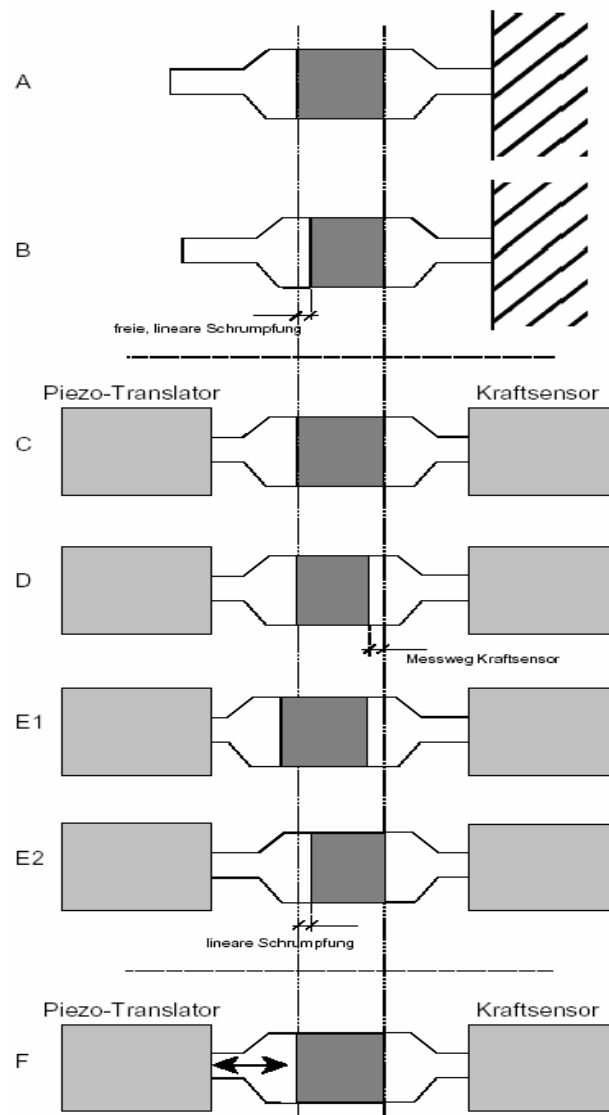 A
B
freie, lineare Schrumpfung
Piezo-Translator Kraftsensor
C
D
Messweg Kraftsensor
E1
E2
lineare Schrumpfung
Piezo-Translator Kraftsensor
F